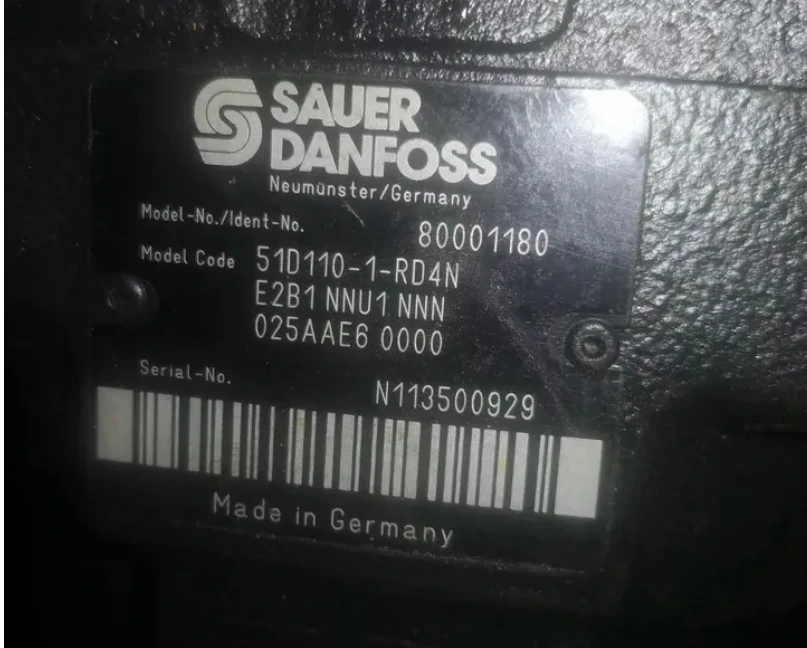 SAUER
DANFOSS
Neumünster/Germany
Model-No./Ident-No. 80001180
Model Code 51D110-1-RD4N
E2B1 NNU1 NNN
025AAE6 0000
Serial-No. N113500929
Made in Germany